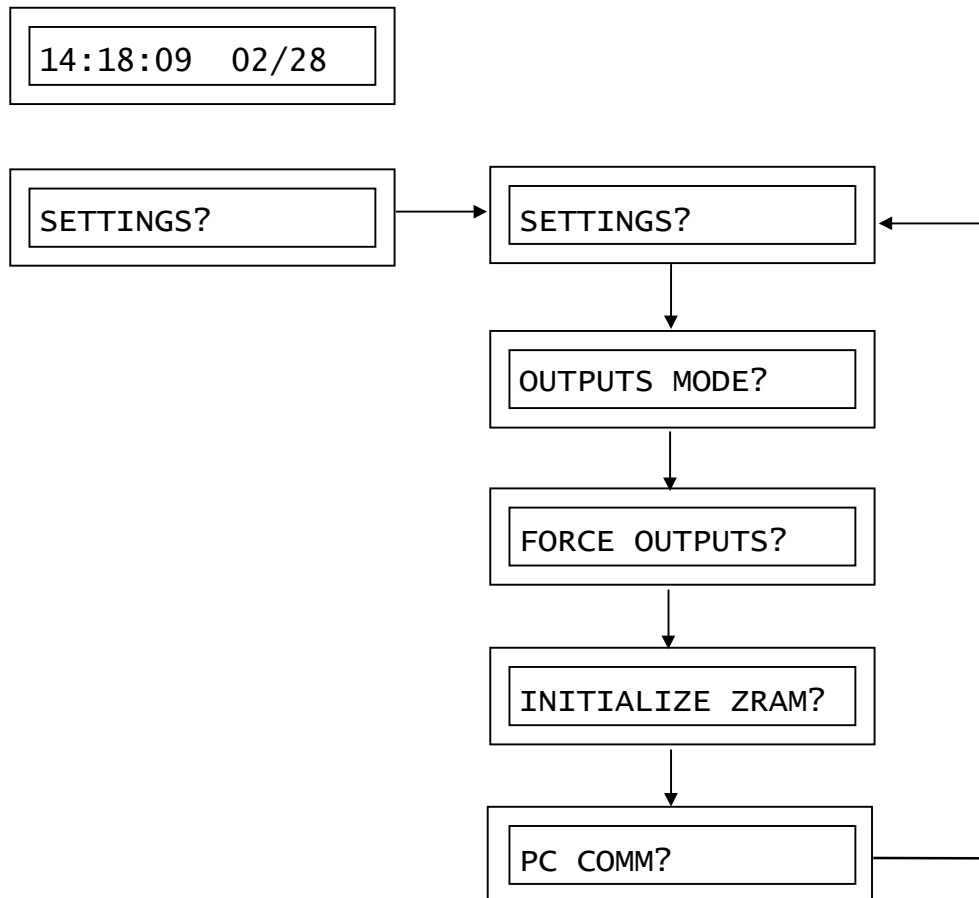 14:18:09 02/28
SETTINGS?
SETTINGS?
OUTPUTS MODE?
FORCE OUTPUTS?
INITIALIZE ZRAM?
PC COMM?